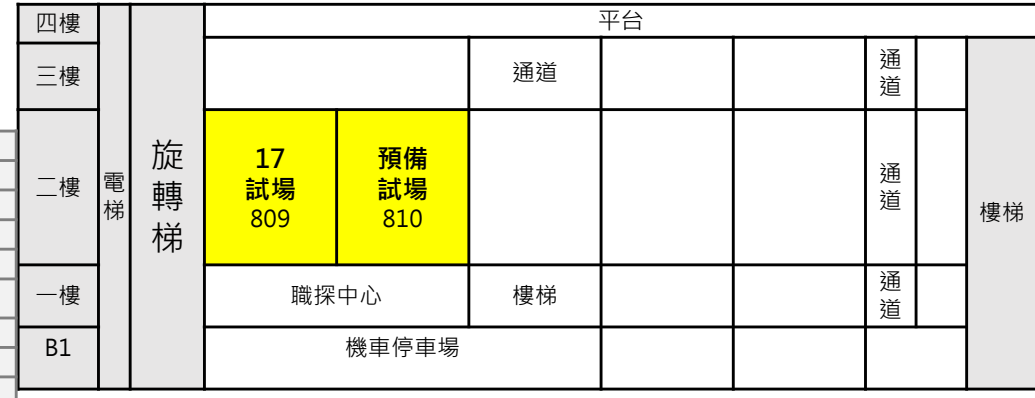 四樓
平台
三樓
通道
通道
二樓
電梯
旋轉梯
17
試場
809
預備
試場
810
通道
樓梯
一樓
職探中心
樓梯
通道
B1
機車停車場